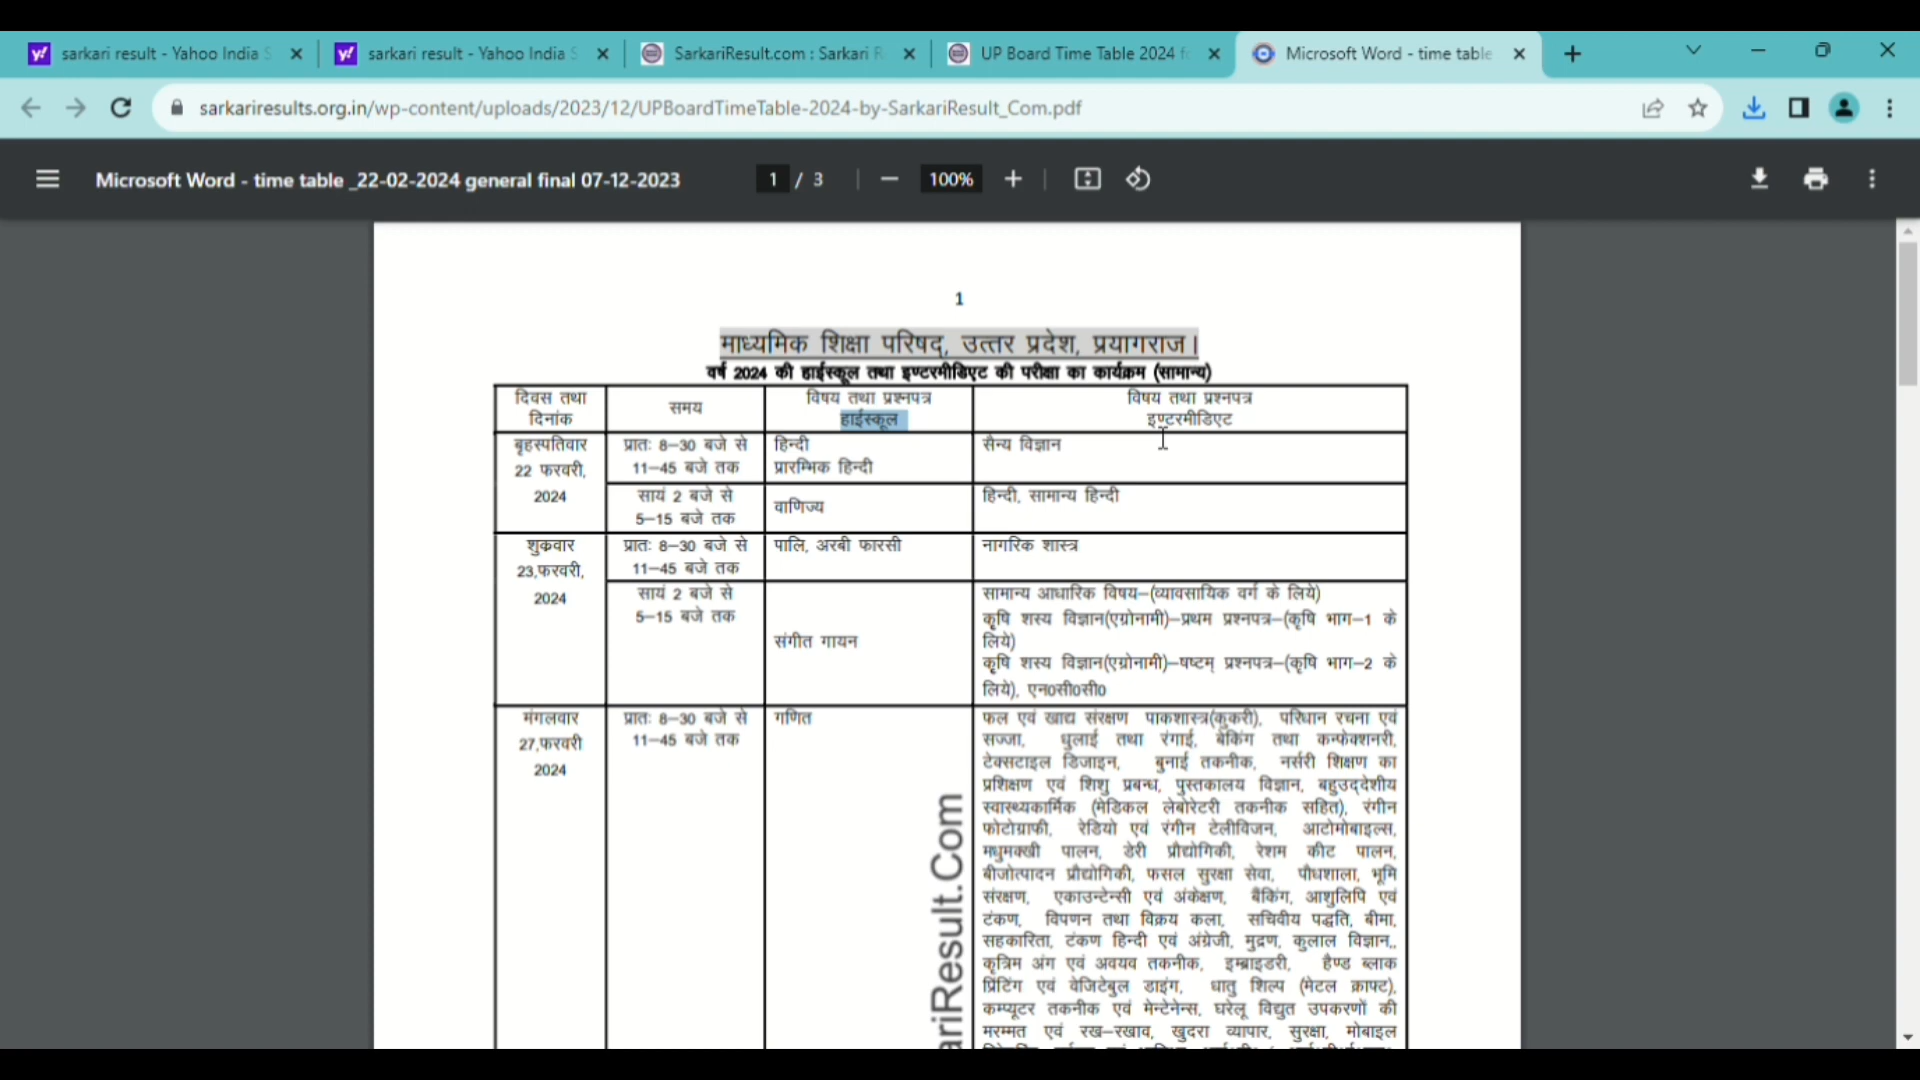 sarkari result - Yahoo India S
sarkari result - Yahoo India S
SarkariResult.com : Sarkari R
UP Board Time Table 2024 f
Microsoft Word - time table
sarkariresults.org.in/wp-content/uploads/2023/12/UPBoardTimeTable-2024-by-SarkariResult_Com.pdf
Microsoft Word - time table _22-02-2024 general final 07-12-2023
1 / 3
100%
1
माध्यमिक शिक्षा परिषद्, उत्तर प्रदेश, प्रयागराज।
वर्ष 2024 की हाईस्कूल तथा इण्टरमीडिएट की परीक्षा का कार्यक्रम (सामान्य)
दिवस तथा
दिनांक
समय
विषय तथा प्रश्नपत्र
हाईस्कूल
विषय तथा प्रश्नपत्र
इण्टरमीडिएट
बृहस्पतिवार
22 फरवरी,
2024
प्रातः 8–30 बजे से
11–45 बजे तक
हिन्दी
प्रारम्भिक हिन्दी
सैन्य विज्ञान
सायं 2 बजे से
5–15 बजे तक
वाणिज्य
हिन्दी, सामान्य हिन्दी
शुक्रवार
23,फरवरी,
2024
प्रातः 8–30 बजे से
11–45 बजे तक
पालि, अरबी फारसी
नागरिक शास्त्र
सायं 2 बजे से
5–15 बजे तक
संगीत गायन
सामान्य आधारिक विषय–(व्यावसायिक वर्ग के लिये)
कृषि शस्य विज्ञान(एग्रोनामी)–प्रथम प्रश्नपत्र–(कृषि भाग–1 के
लिये)
कृषि शस्य विज्ञान(एग्रोनामी)–षष्टम् प्रश्नपत्र–(कृषि भाग–2 के
लिये), एन0सी0सी0
मंगलवार
27,फरवरी
2024
प्रातः 8–30 बजे से
11–45 बजे तक
गणित
फल एवं खाद्य संरक्षण पाकशास्त्र(कुकरी), परिधान रचना एवं
सज्जा, धुलाई तथा रंगाई, बेकिंग तथा कन्फेक्शनरी,
टेक्सटाइल डिजाइन, बुनाई तकनीक, नर्सरी शिक्षण का
प्रशिक्षण एवं शिशु प्रबन्ध, पुस्तकालय विज्ञान, बहुउद्देशीय
स्वास्थ्यकार्मिक (मेडिकल लेबोरेटरी तकनीक सहित), रंगीन
फोटोग्राफी, रेडियो एवं रंगीन टेलीविजन, आटोमोबाइल्स,
मधुमक्खी पालन, डेरी प्रौद्योगिकी, रेशम कीट पालन,
बीजोत्पादन प्रौद्योगिकी, फसल सुरक्षा सेवा, पौधशाला, भूमि
संरक्षण, एकाउन्टेन्सी एवं अंकेक्षण, बैंकिंग, आशुलिपि एवं
टंकण, विपणन तथा विक्रय कला, सचिवीय पद्धति, बीमा,
सहकारिता, टंकण हिन्दी एवं अंग्रेजी, मुद्रण, कुलाल विज्ञान,,
कृत्रिम अंग एवं अवयव तकनीक, इम्ब्राइडरी, हैण्ड ब्लाक
प्रिंटिंग एवं वेजिटेबुल डाइंग, धातु शिल्प (मेटल क्राफ्ट),
कम्प्यूटर तकनीक एवं मेन्टेनेन्स, घरेलू विद्युत उपकरणों की
मरम्मत एवं रख–रखाव, खुदरा व्यापार, सुरक्षा, मोबाइल
ariResult.Com